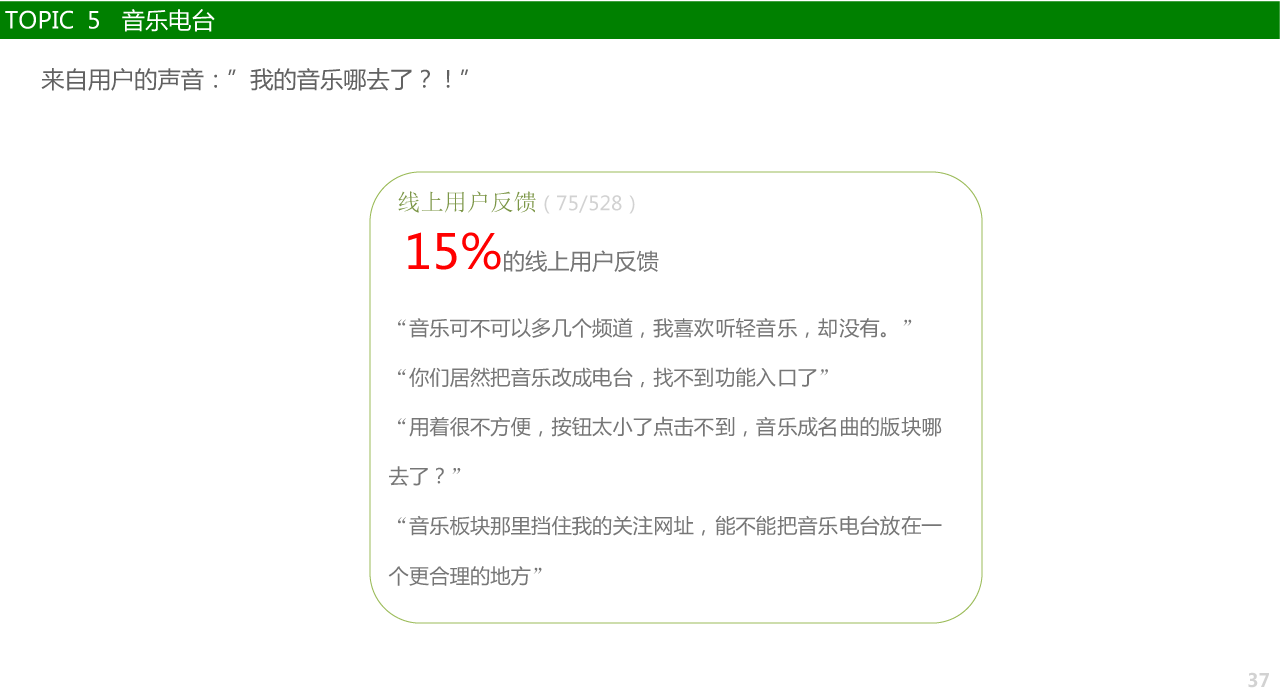 TOPIC 5 音乐电台
来自用户的声音：”我的音乐哪去了？！”
线上用户反馈（75/528）
15%的线上用户反馈
“音乐可不可以多几个频道，我喜欢听轻音乐，却没有。”
“你们居然把音乐改成电台，找不到功能入口了”
“用着很不方便，按钮太小了点击不到，音乐成名曲的版块哪
去了？”
“音乐板块那里挡住我的关注网址，能不能把音乐电台放在一
个更合理的地方”
37